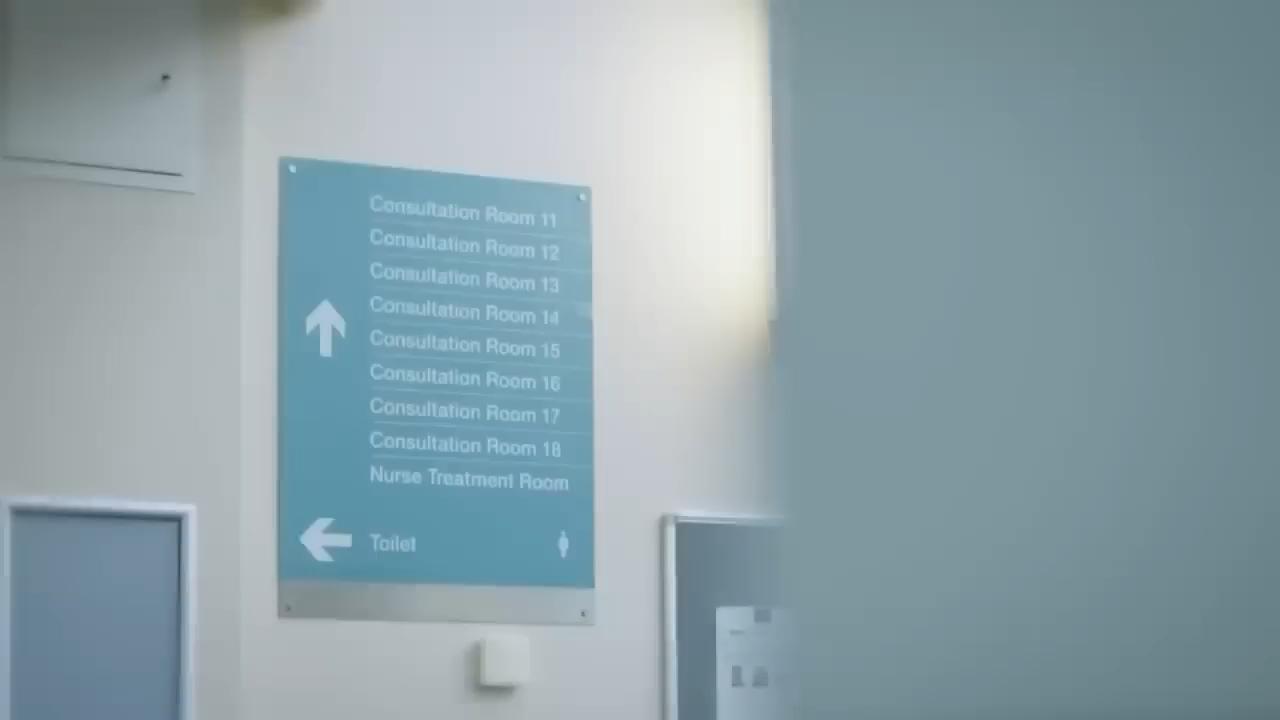 Consultation Room 11
Consultation Room 12
Consultation Room 13
Consultation Room 14
Consultation Room 15
Consultation Room 16
Consultation Room 17
Consultation Room 18
Nurse Treatment Room
Toilet